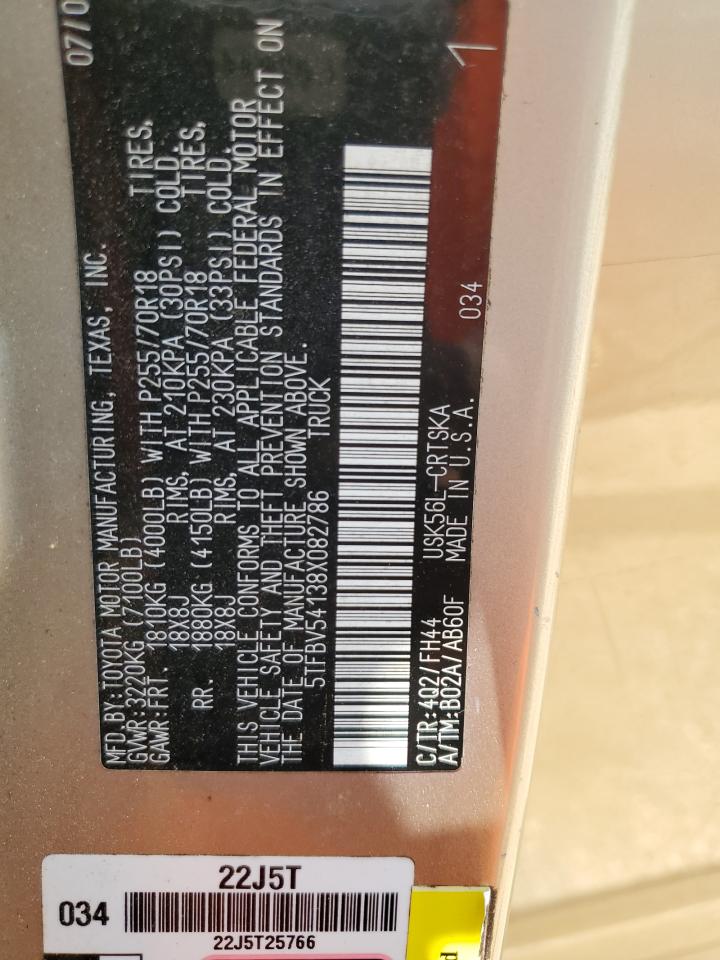 MFD. BY: TOYOTA MOTOR MANUFACTURING, TEXAS, INC. 07/0
GVWR: 3220KG (7100LB)
GAWR: FRT. 1810KG (4000LB) WITH P255/70R18 TIRES,
18X8J RIMS, AT 210KPA (30PSI) COLD.
RR. 1880KG (4150LB) WITH P255/70R18 TIRES,
18X8J RIMS, AT 230KPA (33PSI) COLD.
THIS VEHICLE CONFORMS TO ALL APPLICABLE FEDERAL MOTOR
VEHICLE SAFETY AND THEFT PREVENTION STANDARDS IN EFFECT ON
THE DATE OF MANUFACTURE SHOWN ABOVE.
5TFBV54138X082786 TRUCK
C/TR: 4Q2/FH44 USK56L-CRTSKA 034
A/TM: B02A/AB60F MADE IN U.S.A.
1
22J5T
034
22J5T25766